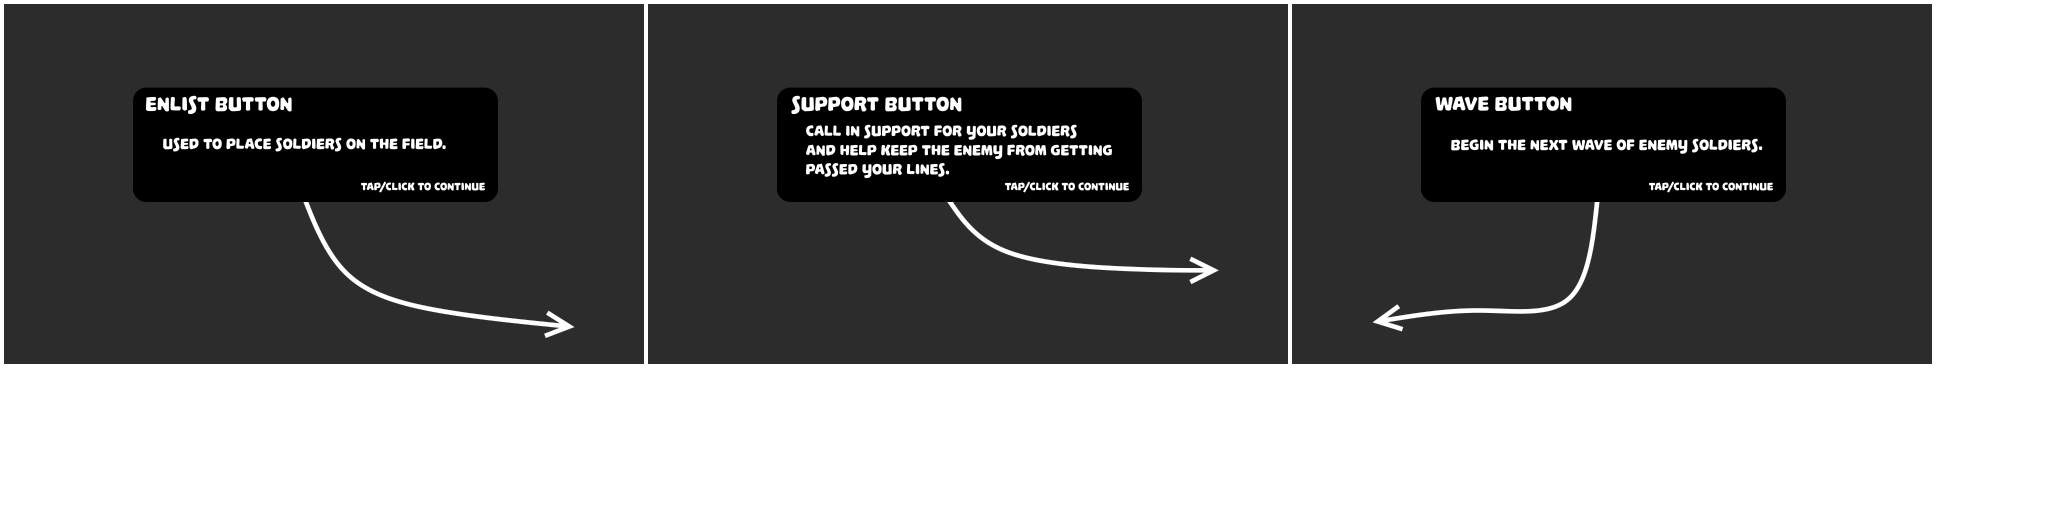 ENLIST BUTTON
USED TO PLACE SOLDIERS ON THE FIELD.
TAP/CLICK TO CONTINUE
SUPPORT BUTTON
CALL IN SUPPORT FOR YOUR SOLDIERS
AND HELP KEEP THE ENEMY FROM GETTING
PASSED YOUR LINES.
TAP/CLICK TO CONTINUE
WAVE BUTTON
BEGIN THE NEXT WAVE OF ENEMY SOLDIERS.
TAP/CLICK TO CONTINUE